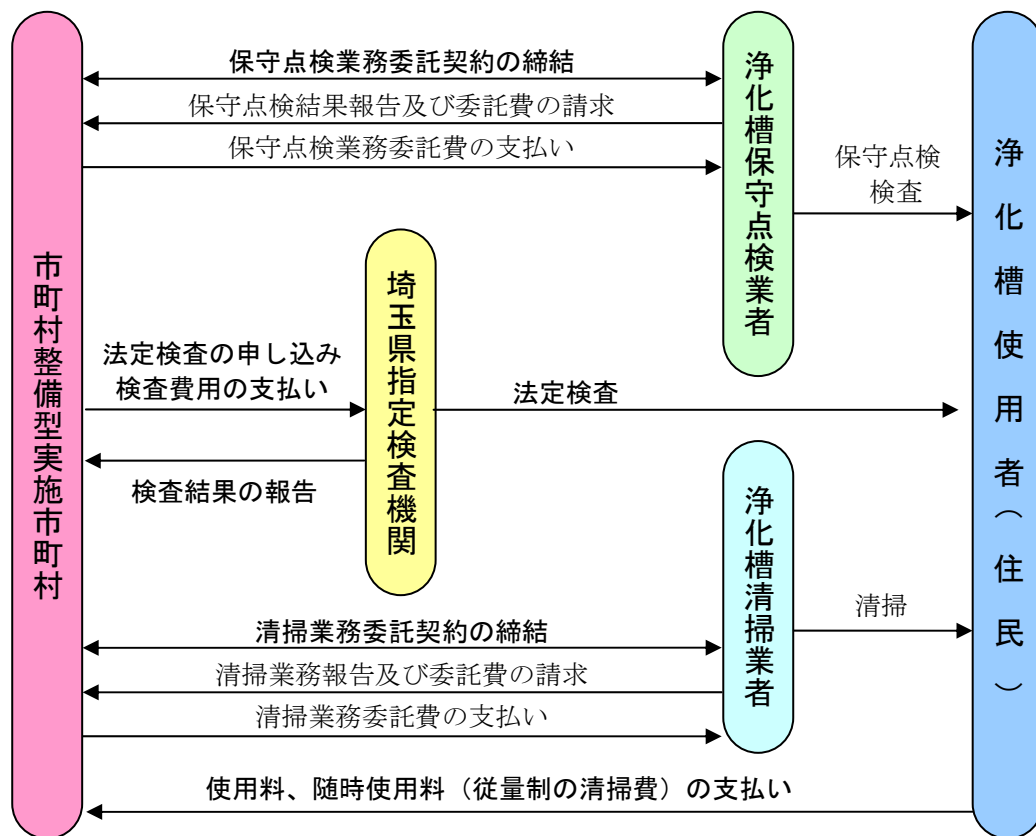 市町村整備型実施市町村
保守点検業務委託契約の締結
保守点検結果報告及び委託費の請求
保守点検業務委託費の支払い
浄化槽保守点検業者
保守点検
検査
浄化槽使用者(住民)
埼玉県指定検査機関
法定検査の申し込み
検査費用の支払い
法定検査
検査結果の報告
浄化槽清掃業者
清掃業務委託契約の締結
清掃業務報告及び委託費の請求
清掃業務委託費の支払い
清掃
使用料、随時使用料（従量制の清掃費）の支払い